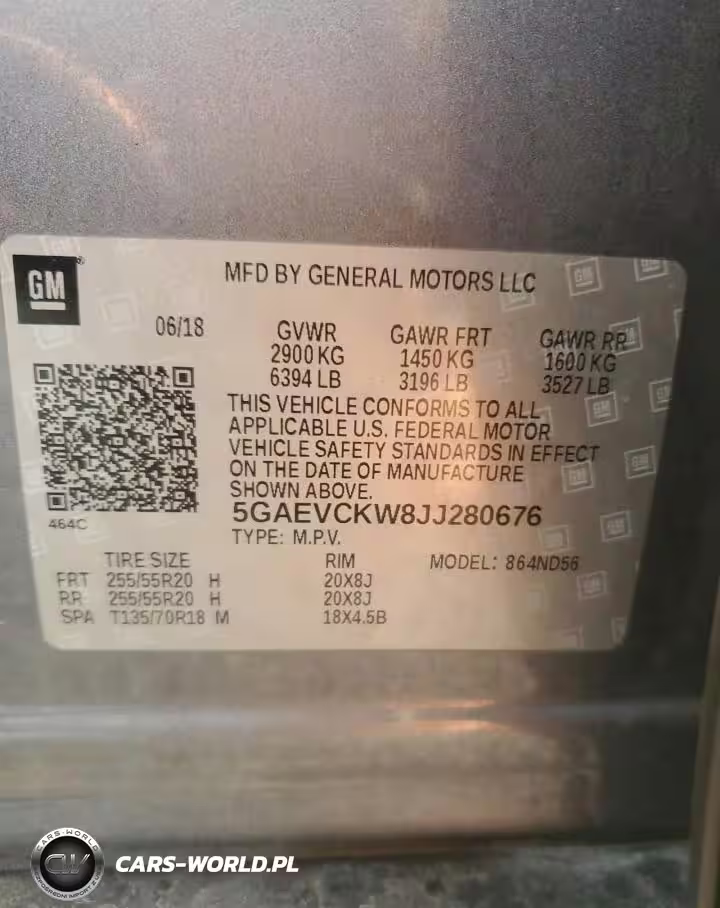 GM
MFD BY GENERAL MOTORS LLC
06/18
GVWR GAWR FRT GAWR RR
2900 KG 1450 KG 1600 KG
6394 LB 3196 LB 3527 LB
THIS VEHICLE CONFORMS TO ALL
APPLICABLE U.S. FEDERAL MOTOR
VEHICLE SAFETY STANDARDS IN EFFECT
ON THE DATE OF MANUFACTURE
SHOWN ABOVE.
464C
5GAEVCKW8JJ280676
TYPE: M.P.V.
TIRE SIZE RIM MODEL: 864ND56
FRT 255/55R20 H 20X8J
RR 255/55R20 H 20X8J
SPA T135/70R18 M 18X4.5B
CARS-WORLD
CARS-WORLD.PL